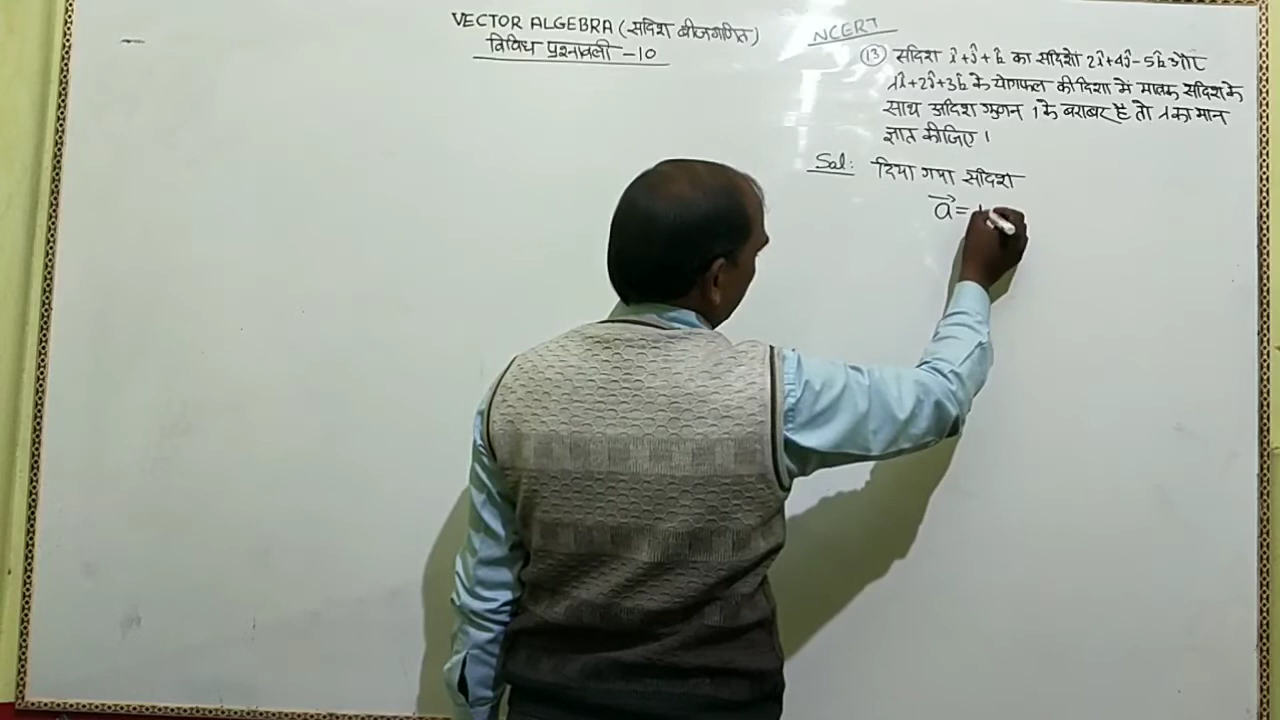 VECTOR ALGEBRA (सदिश बीजगणित)
विविध प्रश्नावली -10
NCERT
(13) सदिश î+ĵ+k̂ का सदिशों 2î+4ĵ-5k̂ और
λî+2ĵ+3k̂ के योगफल की दिशा में मात्रक सदिश के
साथ अदिश गुणन 1 के बराबर है तो λ का मान
ज्ञात कीजिए ।
Sol: दिया गया सदिश
a⃗ =